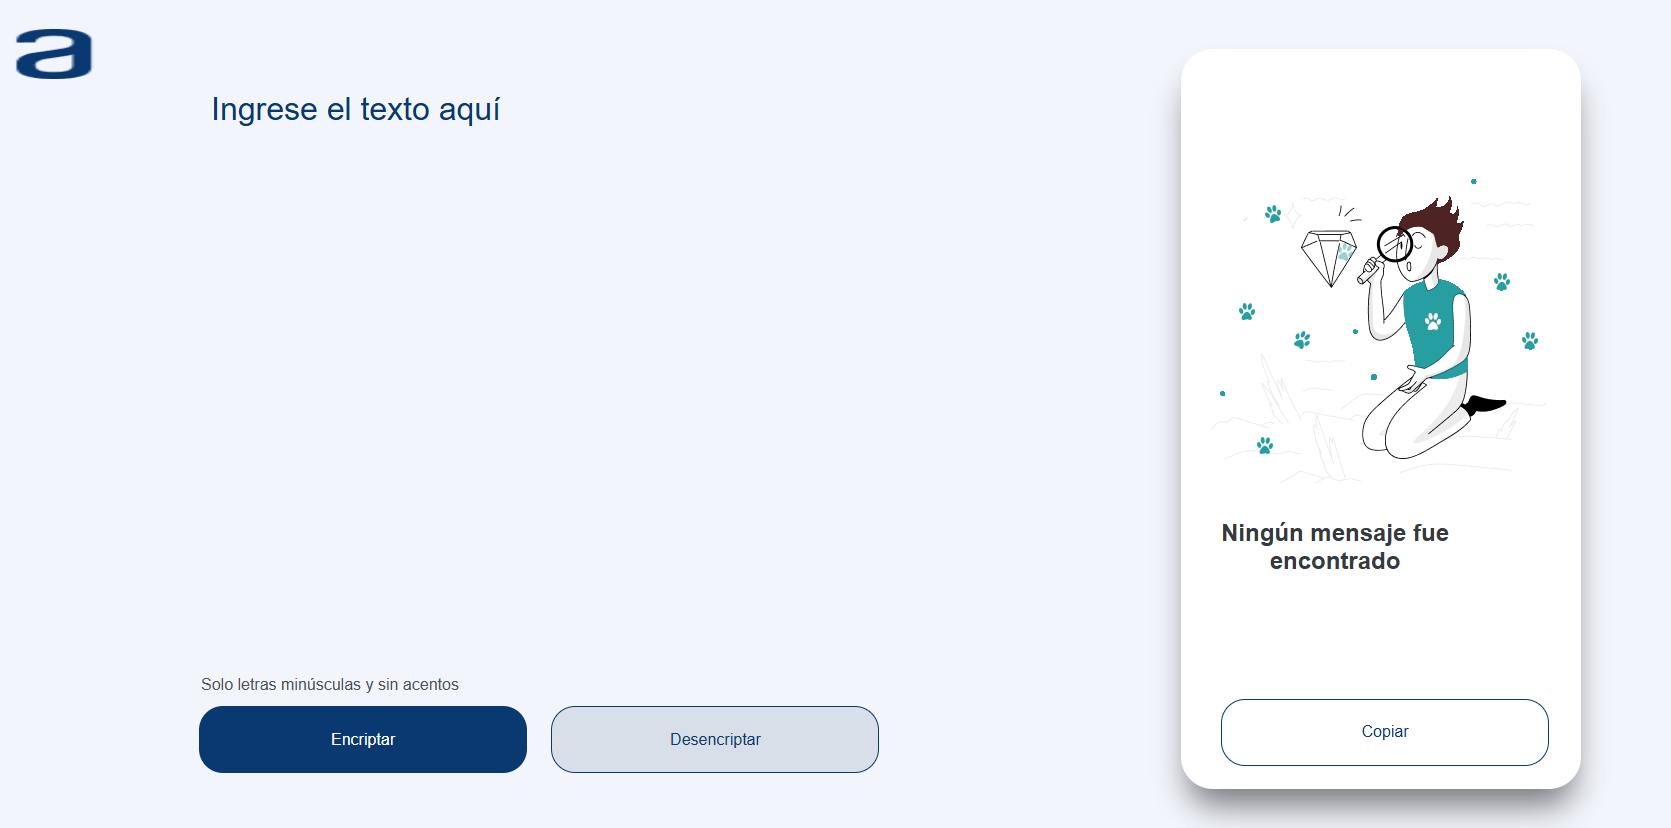 a
Ingrese el texto aquí
Solo letras minúsculas y sin acentos
Encriptar
Desencriptar
Ningún mensaje fue
encontrado
Copiar